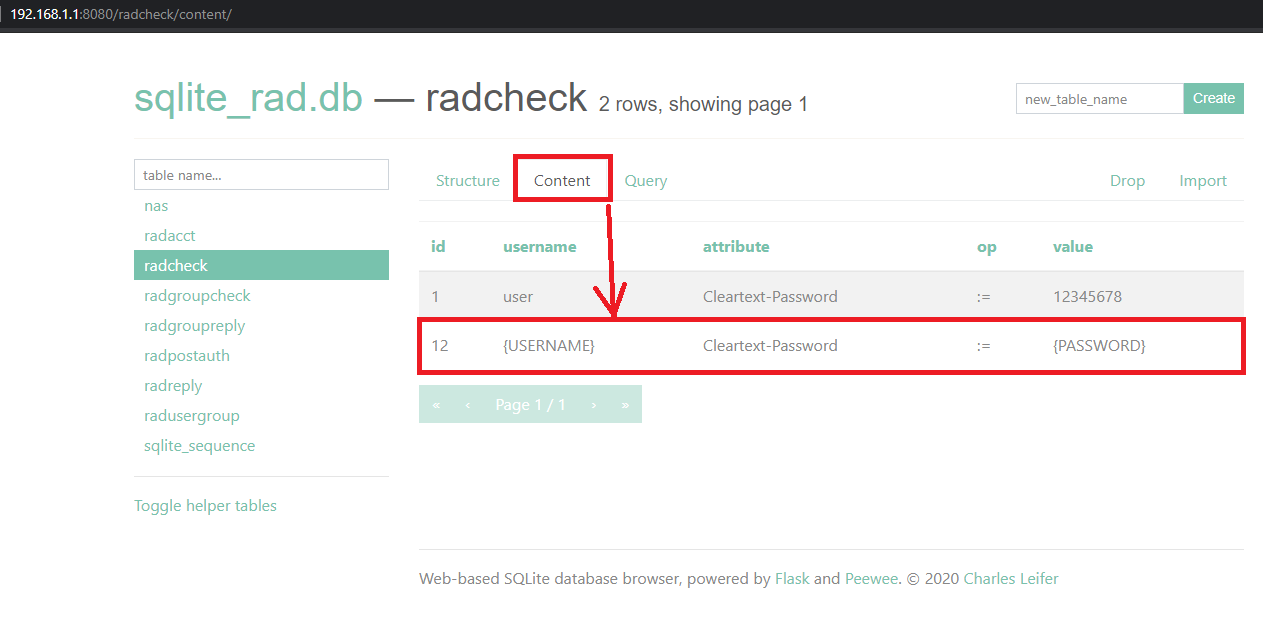 192.168.1.1:8080/radcheck/content/
sqlite_rad.db — radcheck 2 rows, showing page 1
new_table_name Create
table name...
nas
radacct
radcheck
radgroupcheck
radgroupreply
radpostauth
radreply
radusergroup
sqlite_sequence
Toggle helper tables
Structure Content Query Drop Import
id username attribute op value
1 user Cleartext-Password := 12345678
12 {USERNAME} Cleartext-Password := {PASSWORD}
« ‹ Page 1 / 1 › »
Web-based SQLite database browser, powered by Flask and Peewee. © 2020 Charles Leifer